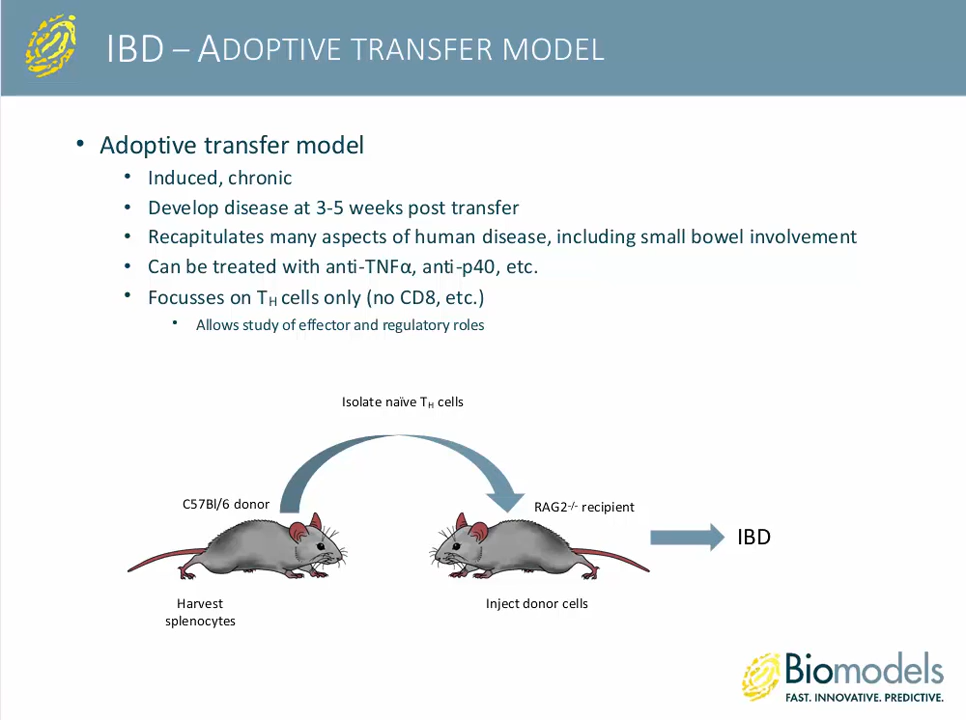 IBD – ADOPTIVE TRANSFER MODEL
• Adoptive transfer model
• Induced, chronic
• Develop disease at 3-5 weeks post transfer
• Recapitulates many aspects of human disease, including small bowel involvement
• Can be treated with anti-TNFα, anti-p40, etc.
• Focusses on TH cells only (no CD8, etc.)
• Allows study of effector and regulatory roles
Isolate naïve TH cells
C57Bl/6 donor
RAG2-/- recipient
IBD
Harvest
splenocytes
Inject donor cells
Biomodels
FAST. INNOVATIVE. PREDICTIVE.